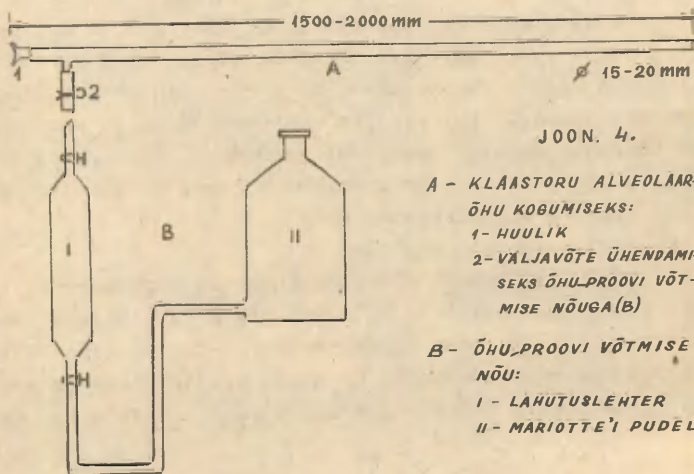 1500-2000 mm
1
A
ø 15-20 mm
2
H
I
B
II
H
JOON. 4.
A - KLAASTORU ALVEOLAAR-
ÕHU KOGUMISEKS:
1 - HUULIK
2 - VÄLJAVÕTE ÜHENDAMI-
SEKS ÕHU-PROOVI VÕT-
MISE NÕUGA (B)
B - ÕHU-PROOVI VÕTMISE
NÕU:
I - LAHUTUSLEHTER
II - MARIOTTE'I PUDEL